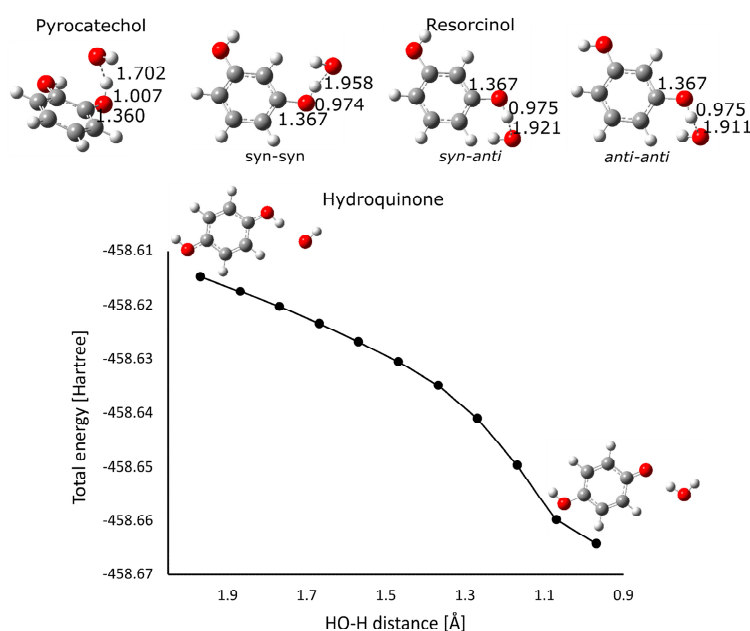 Pyrocatechol
Resorcinol
1.702
1.007
1.360
1.958
0.974
1.367
syn-syn
1.367
0.975
1.921
syn-anti
1.367
0.975
1.911
anti-anti
Hydroquinone
-458.61
-458.62
-458.63
-458.64
-458.65
-458.66
-458.67
Total energy [Hartree]
1.9 1.7 1.5 1.3 1.1 0.9
HO-H distance [Å]